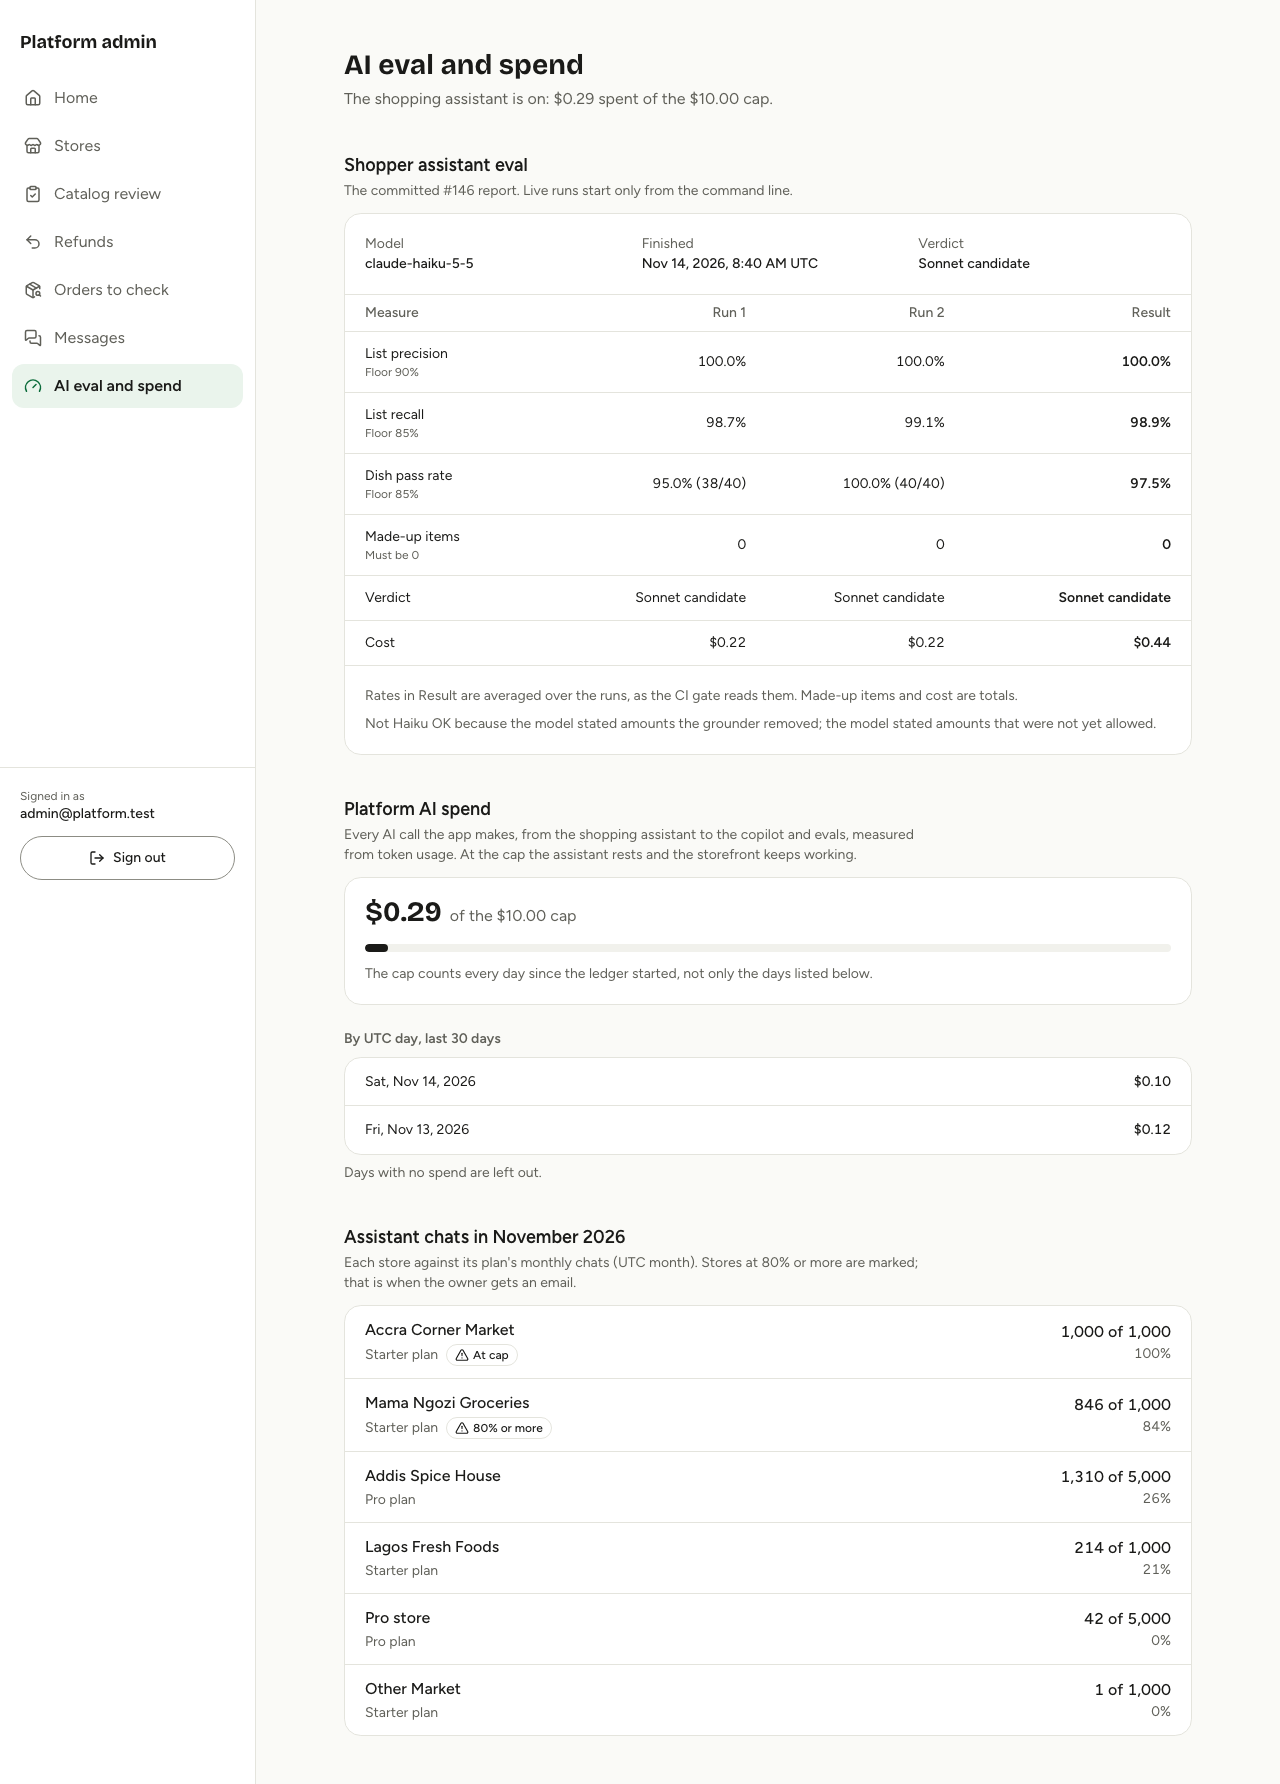 Platform admin
Home
Stores
Catalog review
Refunds
Orders to check
Messages
AI eval and spend
Signed in as
admin@platform.test
Sign out
AI eval and spend
The shopping assistant is on: $0.29 spent of the $10.00 cap.
Shopper assistant eval
The committed #146 report. Live runs start only from the command line.
Model Finished Verdict
claude-haiku-5-5 Nov 14, 2026, 8:40 AM UTC Sonnet candidate
Measure Run 1 Run 2 Result
List precision 100.0% 100.0% 100.0%
Floor 90%
List recall 98.7% 99.1% 98.9%
Floor 85%
Dish pass rate 95.0% (38/40) 100.0% (40/40) 97.5%
Floor 85%
Made-up items 0 0 0
Must be 0
Verdict Sonnet candidate Sonnet candidate Sonnet candidate
Cost $0.22 $0.22 $0.44
Rates in Result are averaged over the runs, as the CI gate reads them. Made-up items and cost are totals.
Not Haiku OK because the model stated amounts the grounder removed; the model stated amounts that were not yet allowed.
Platform AI spend
Every AI call the app makes, from the shopping assistant to the copilot and evals, measured
from token usage. At the cap the assistant rests and the storefront keeps working.
$0.29 of the $10.00 cap
The cap counts every day since the ledger started, not only the days listed below.
By UTC day, last 30 days
Sat, Nov 14, 2026 $0.10
Fri, Nov 13, 2026 $0.12
Days with no spend are left out.
Assistant chats in November 2026
Each store against its plan's monthly chats (UTC month). Stores at 80% or more are marked;
that is when the owner gets an email.
Accra Corner Market 1,000 of 1,000
Starter plan At cap 100%
Mama Ngozi Groceries 846 of 1,000
Starter plan 80% or more 84%
Addis Spice House 1,310 of 5,000
Pro plan 26%
Lagos Fresh Foods 214 of 1,000
Starter plan 21%
Pro store 42 of 5,000
Pro plan 0%
Other Market 1 of 1,000
Starter plan 0%